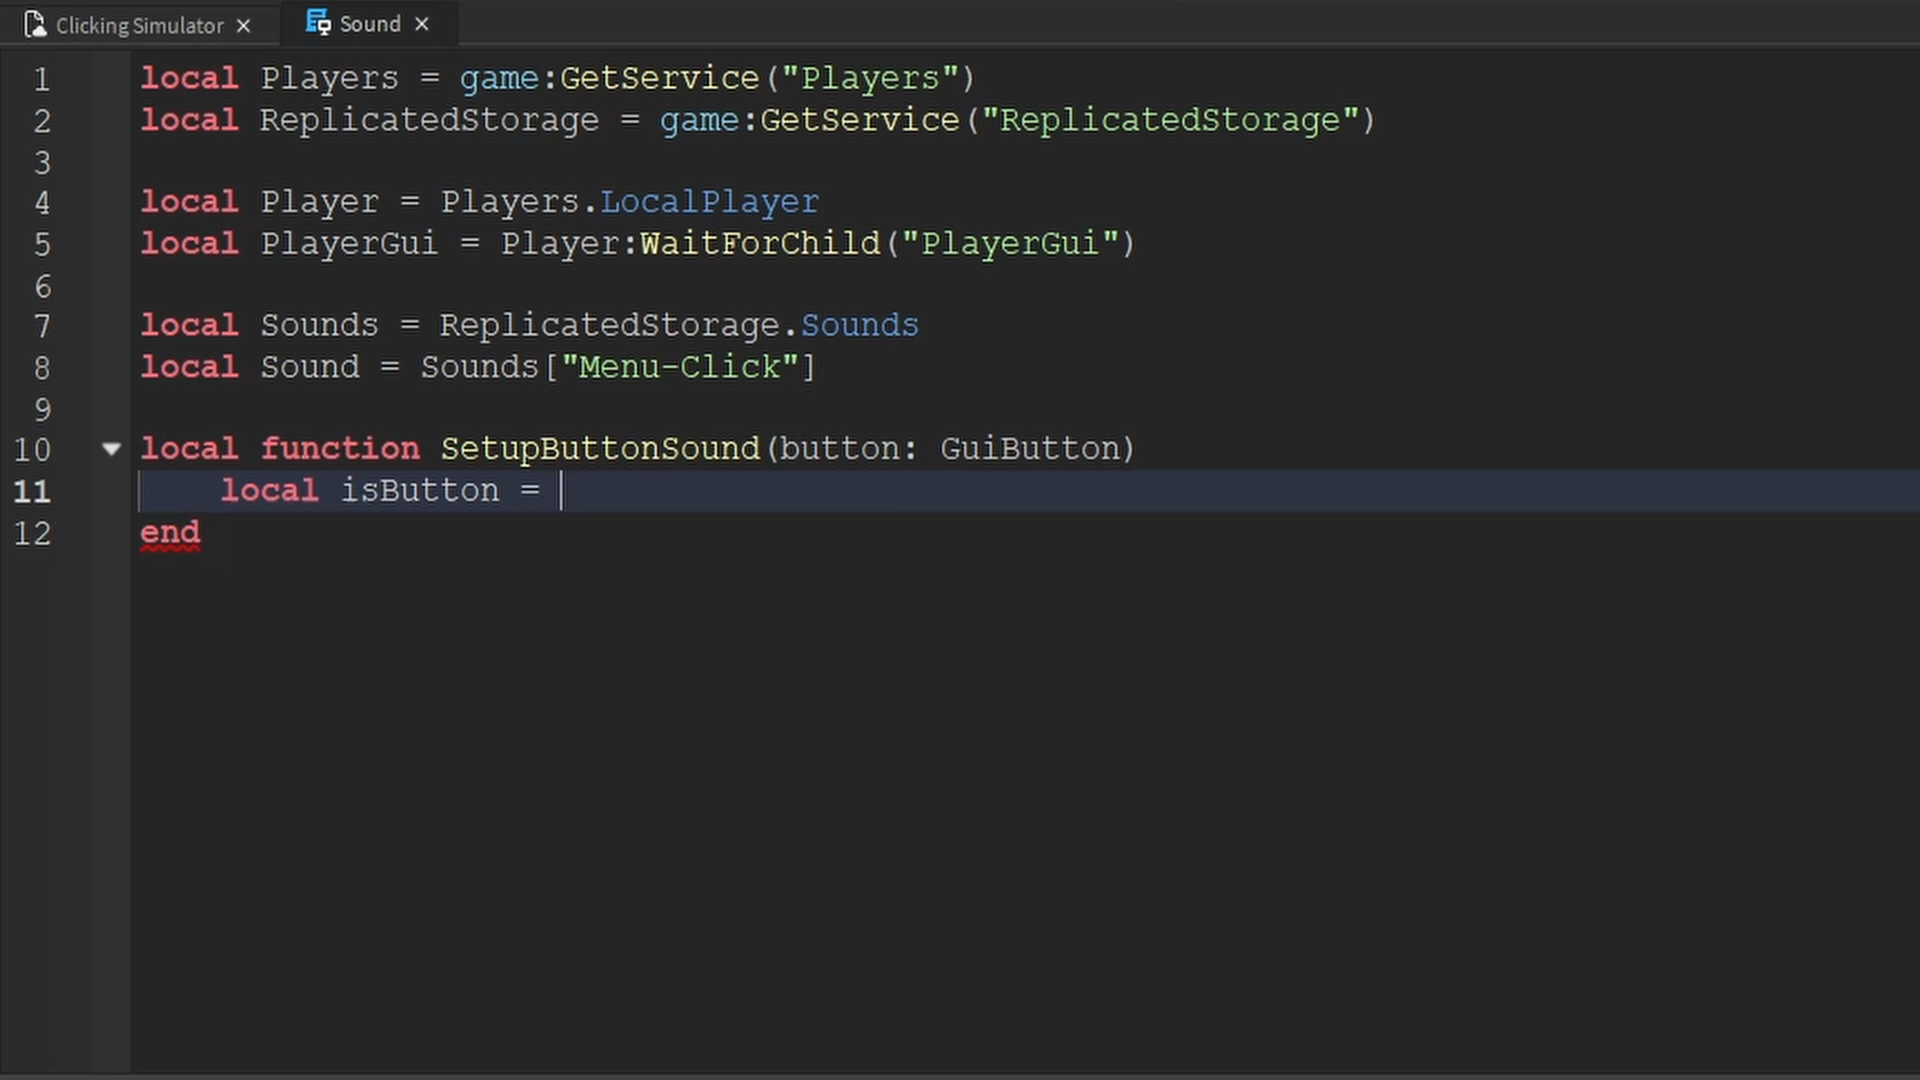 Clicking Simulator × Sound ×
1 local Players = game:GetService("Players")
2 local ReplicatedStorage = game:GetService("ReplicatedStorage")
3
4 local Player = Players.LocalPlayer
5 local PlayerGui = Player:WaitForChild("PlayerGui")
6
7 local Sounds = ReplicatedStorage.Sounds
8 local Sound = Sounds["Menu-Click"]
9
10 local function SetupButtonSound(button: GuiButton)
11 local isButton =
12 end